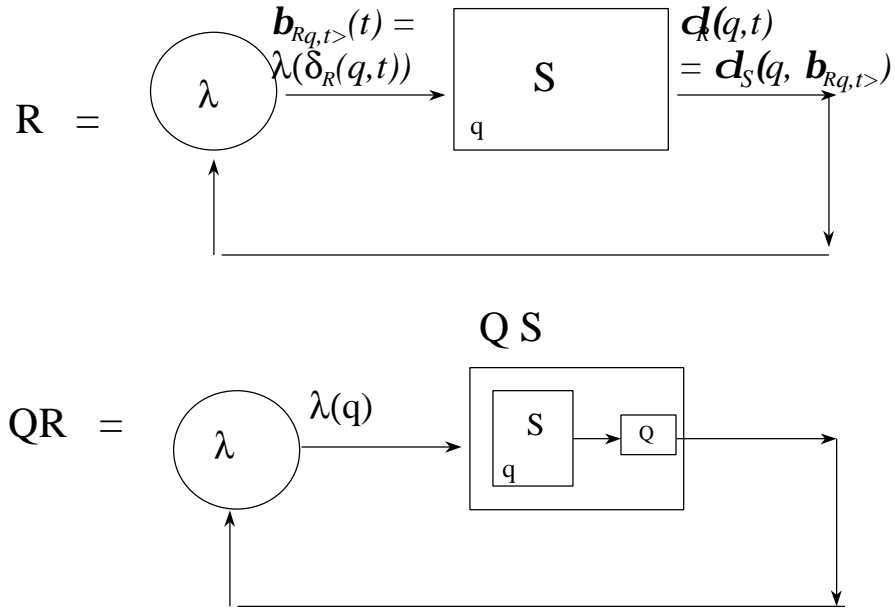 b_{Rq,t>}(t) =
λ(δ_R(q,t))
λ
R =
S
q
d_R(q,t)
= d_S(q, b_{Rq,t>})
Q S
QR =
λ
λ(q)
S
q
Q